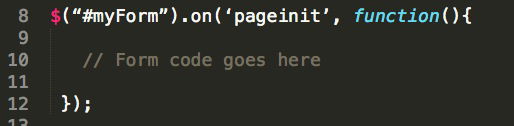 8 $(“#myForm”).on(‘pageinit’, function(){
9
10 // Form code goes here
11
12 });
13